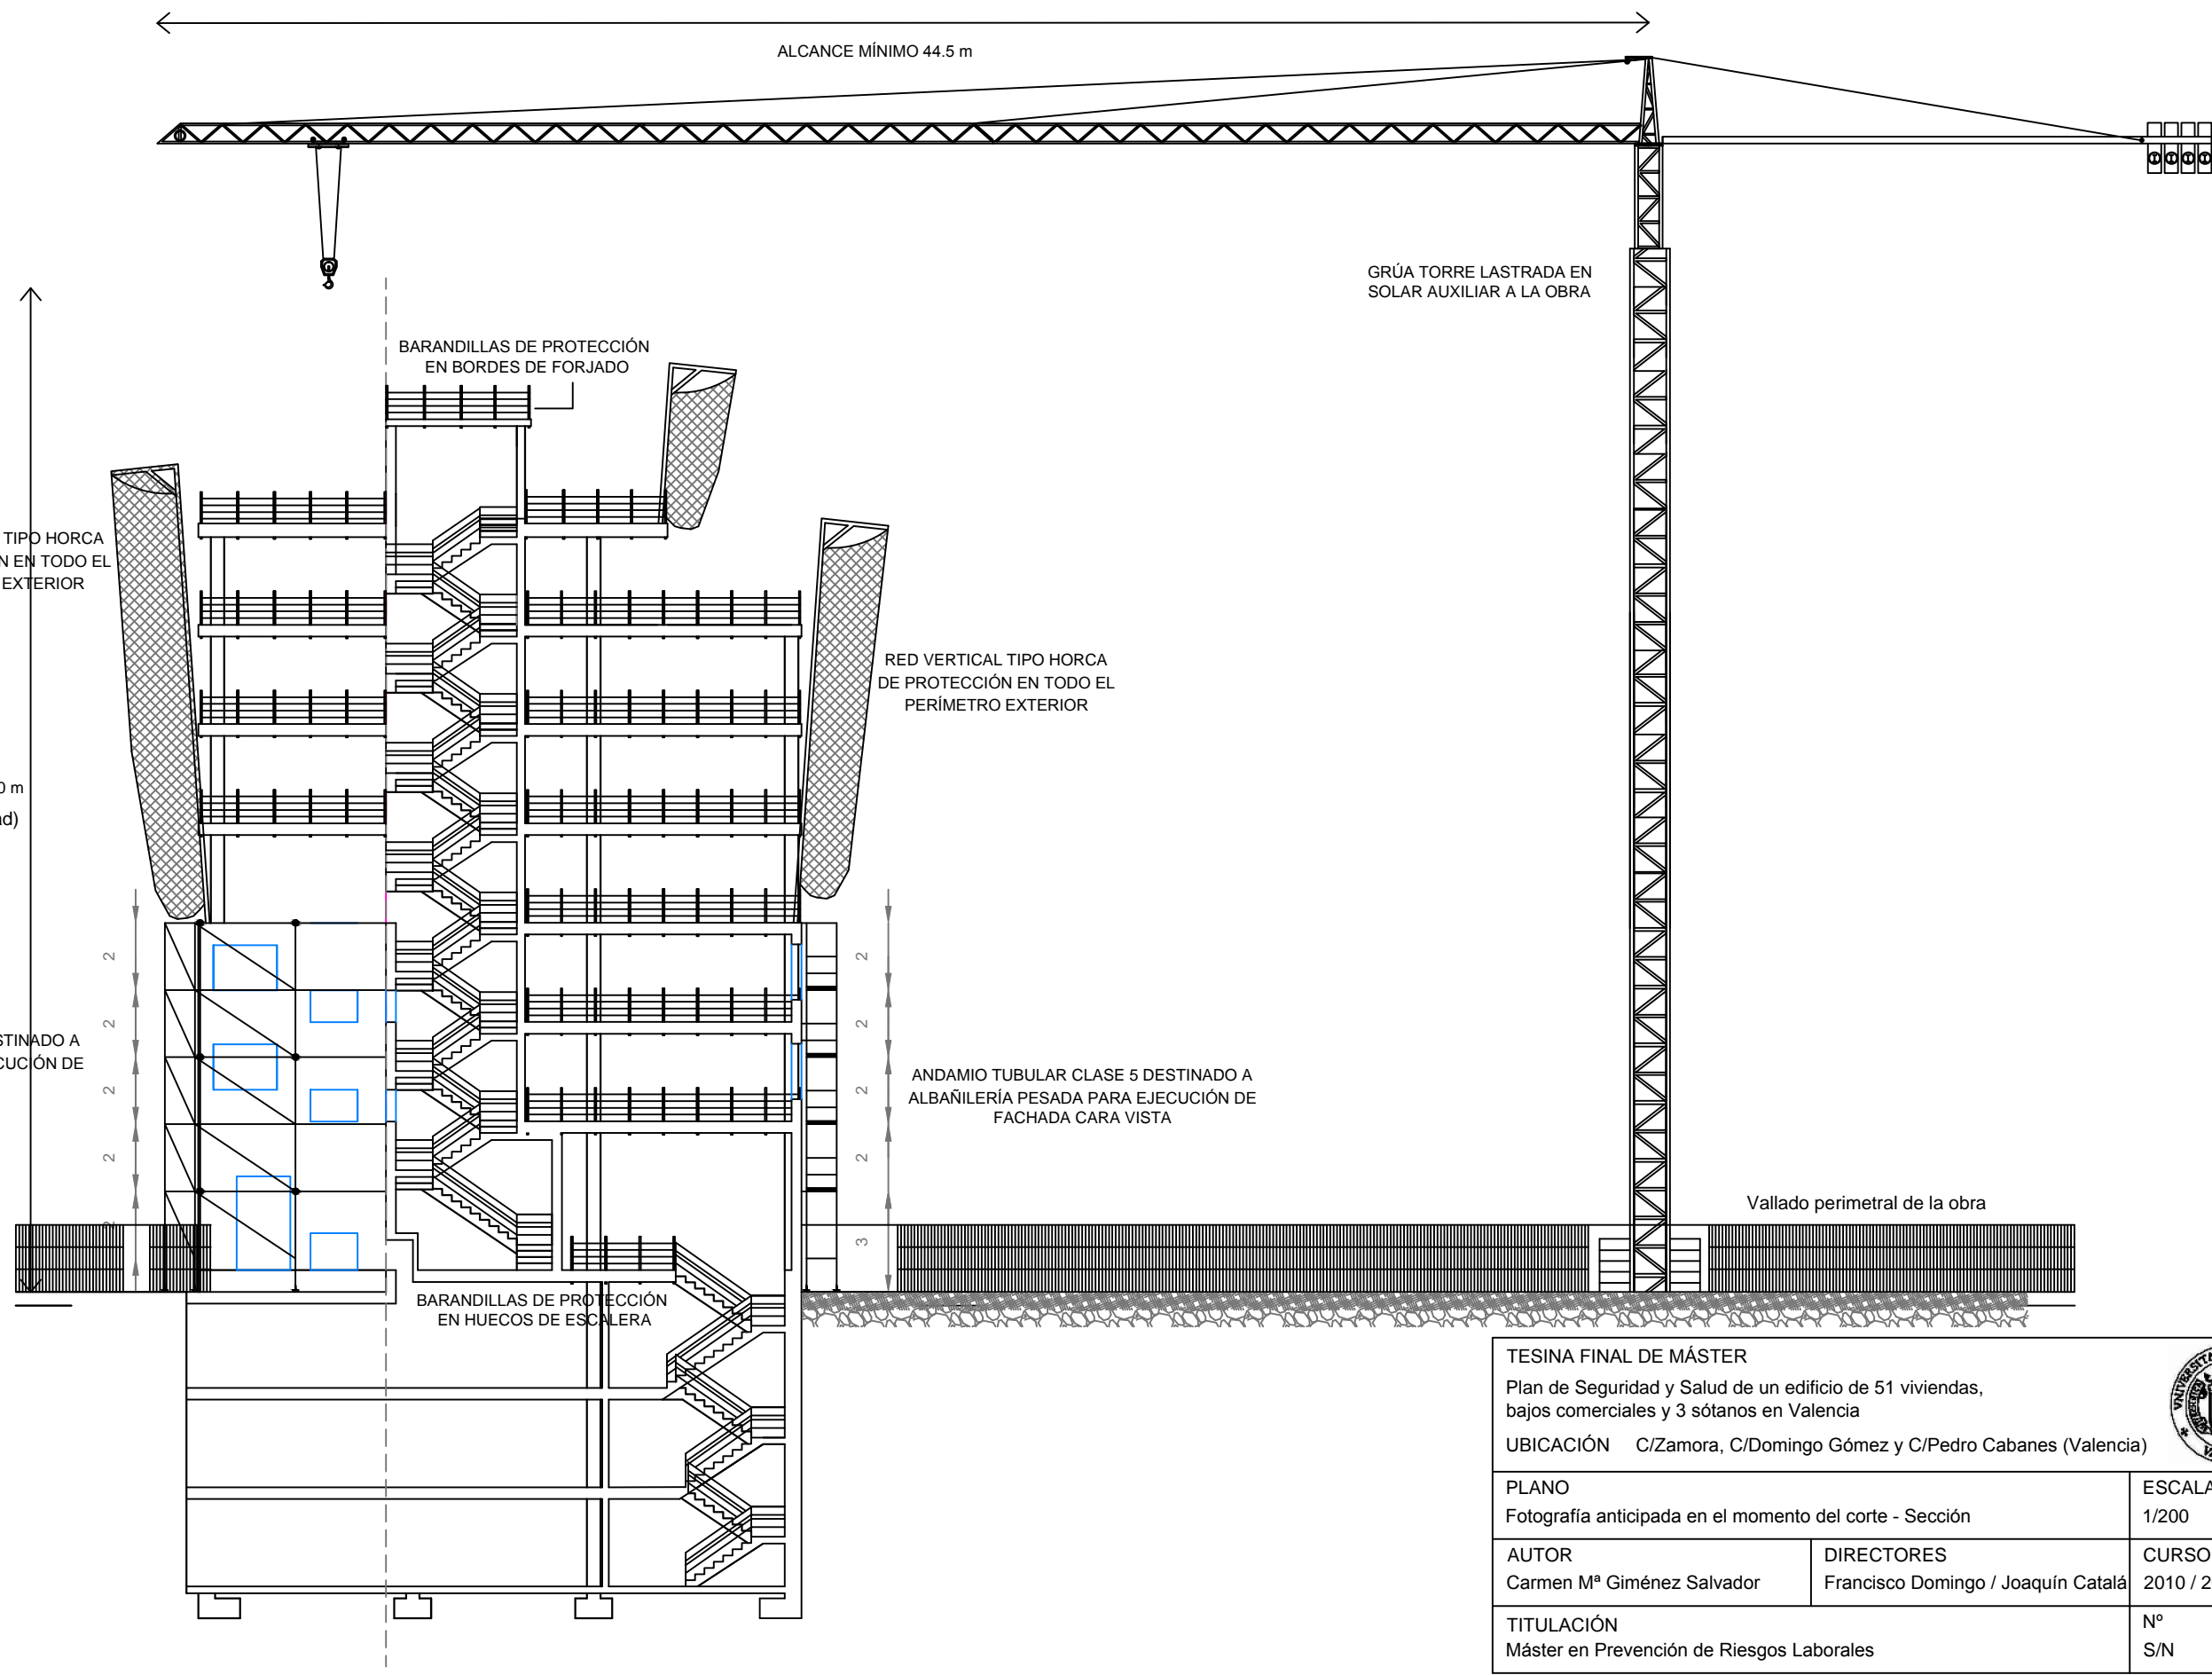 ALCANCE MÍNIMO 44.5 m
GRÚA TORRE LASTRADA EN
SOLAR AUXILIAR A LA OBRA
BARANDILLAS DE PROTECCIÓN
EN BORDES DE FORJADO
TIPO HORCA
N EN TODO EL
EXTERIOR
RED VERTICAL TIPO HORCA
DE PROTECCIÓN EN TODO EL
PERÍMETRO EXTERIOR
0 m
ad)
2
2
2
2
STINADO A
CUCIÓN DE
2
2
2
2
3
ANDAMIO TUBULAR CLASE 5 DESTINADO A
ALBAÑILERÍA PESADA PARA EJECUCIÓN DE
FACHADA CARA VISTA
Vallado perimetral de la obra
BARANDILLAS DE PROTECCIÓN
EN HUECOS DE ESCALERA
TESINA FINAL DE MÁSTER
Plan de Seguridad y Salud de un edificio de 51 viviendas,
bajos comerciales y 3 sótanos en Valencia
UBICACIÓN C/Zamora, C/Domingo Gómez y C/Pedro Cabanes (Valencia)
PLANO
Fotografía anticipada en el momento del corte - Sección
ESCALA
1/200
AUTOR
Carmen Mª Giménez Salvador
DIRECTORES
Francisco Domingo / Joaquín Catalá
CURSO
2010 / 2
TITULACIÓN
Máster en Prevención de Riesgos Laborales
Nº
S/N